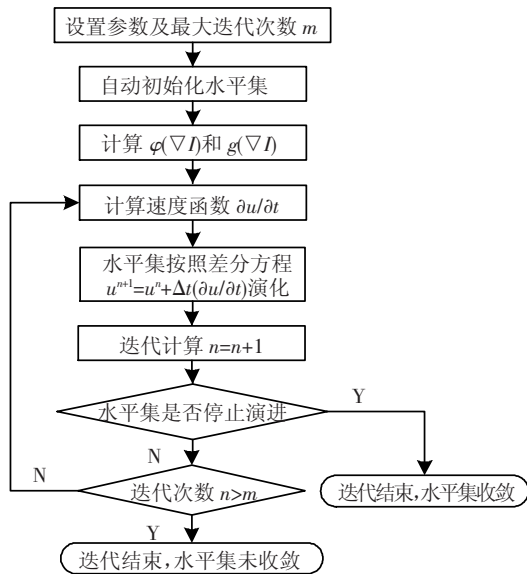 设置参数及最大迭代次数 m
自动初始化水平集
计算 φ(∇I)和 g(∇I)
计算速度函数 ∂u/∂t
水平集按照差分方程
uⁿ⁺¹=uⁿ+Δt(∂u/∂t)演化
迭代计算 n=n+1
水平集是否停止演进
Y
N
N
迭代次数 n>m
迭代结束,水平集收敛
Y
迭代结束,水平集未收敛